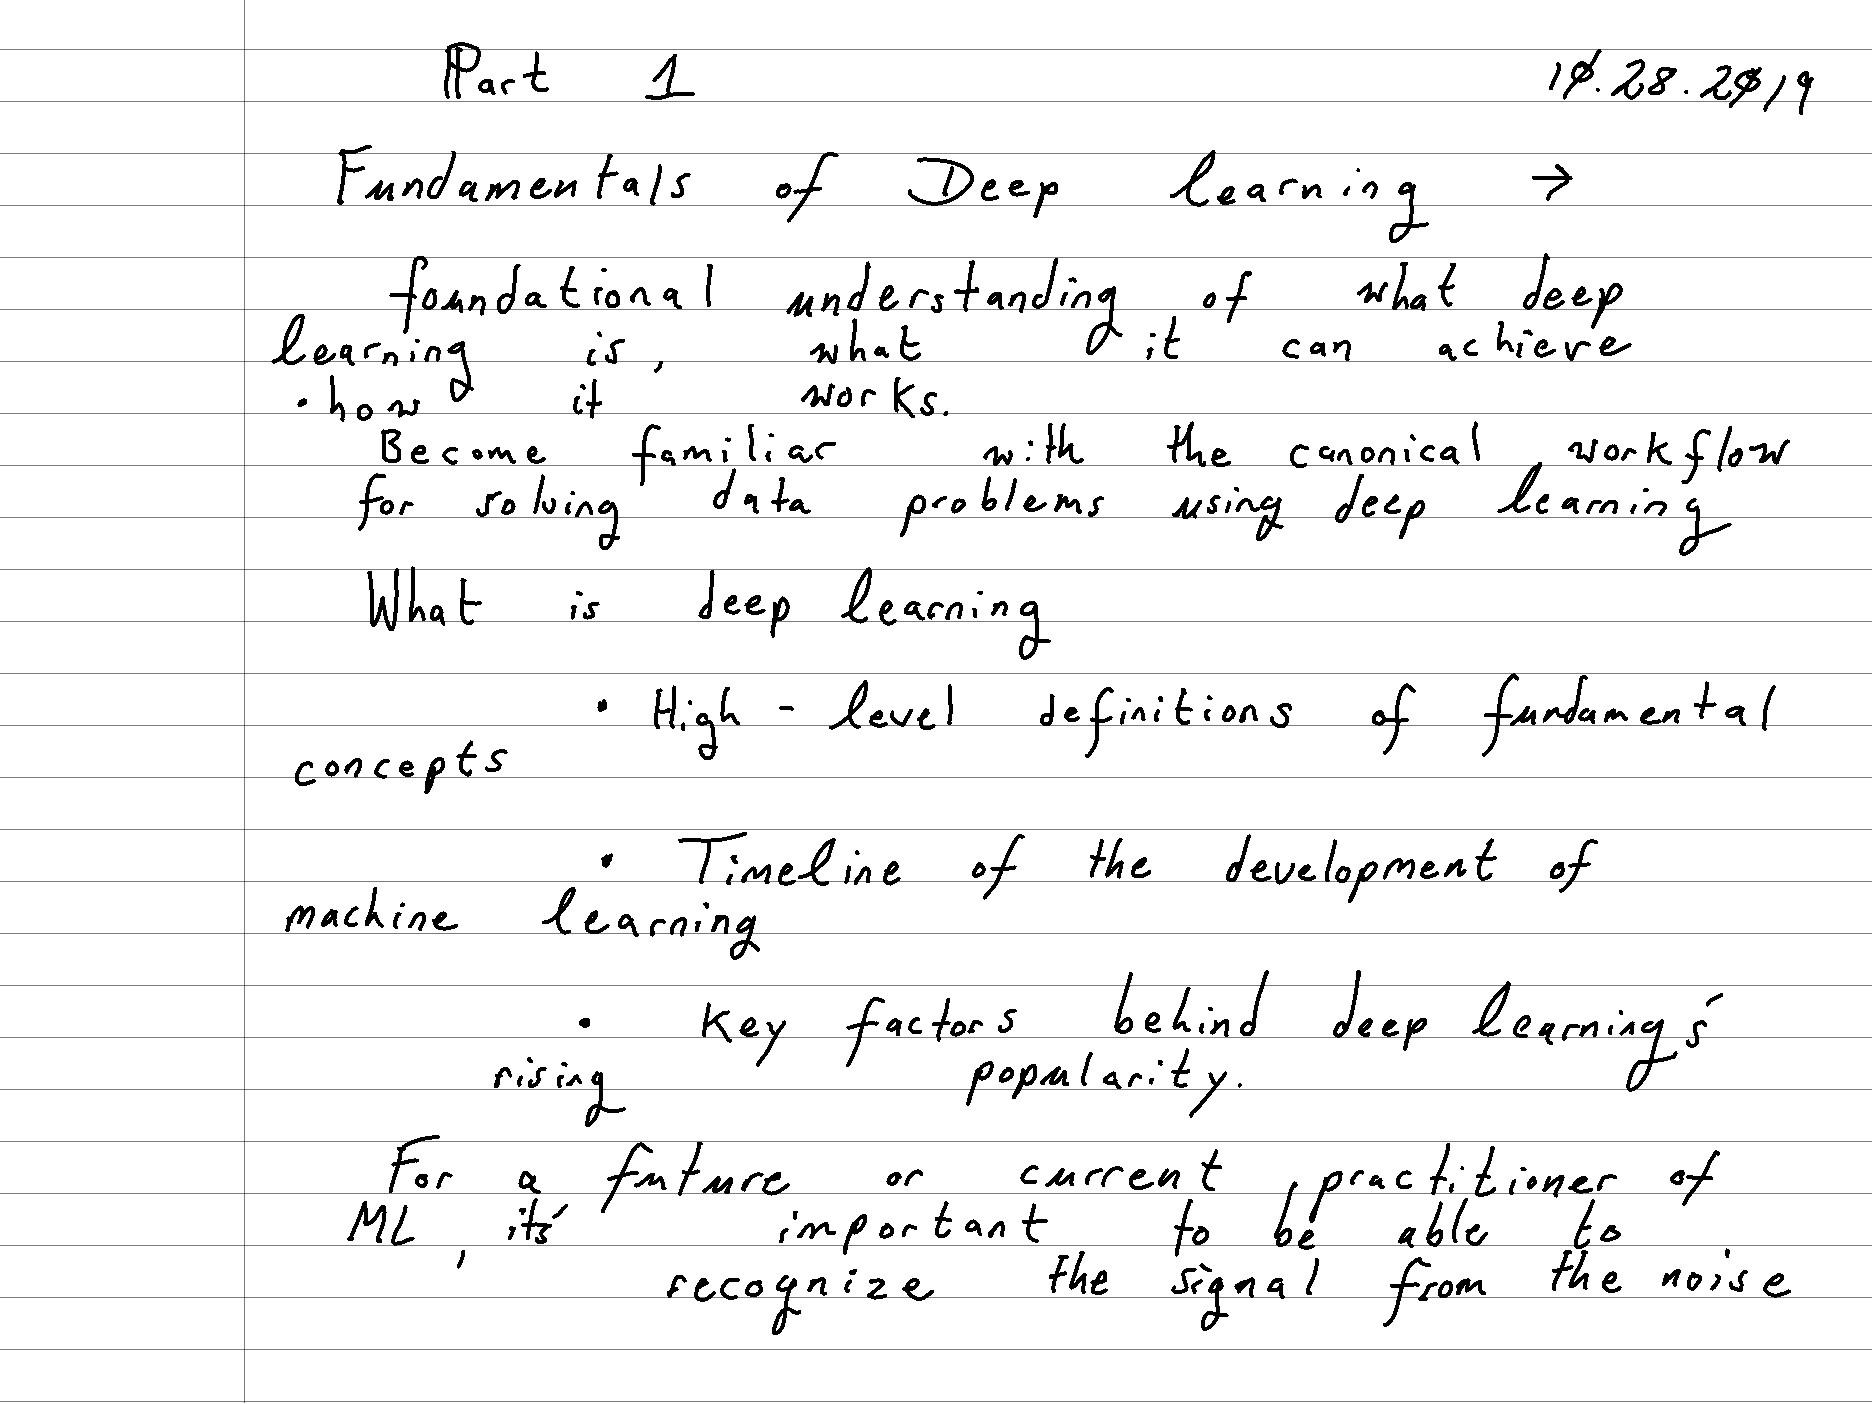 Part 1 10.28.2019
Fundamentals of Deep learning →
foundational understanding of what deep
learning is, what it can achieve
• how it works.
Become familiar with the canonical workflow
for solving data problems using deep learning
What is deep learning
• High - level definitions of fundamental
concepts
• Timeline of the development of
machine learning
• Key factors behind deep learning's
rising popularity.
For a future or current practitioner of
ML, it's important to be able to
recognize the signal from the noise